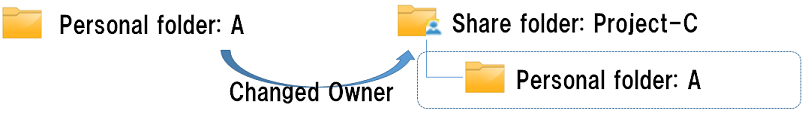 Personal folder: A
Share folder: Project-C
Personal folder: A
Changed Owner